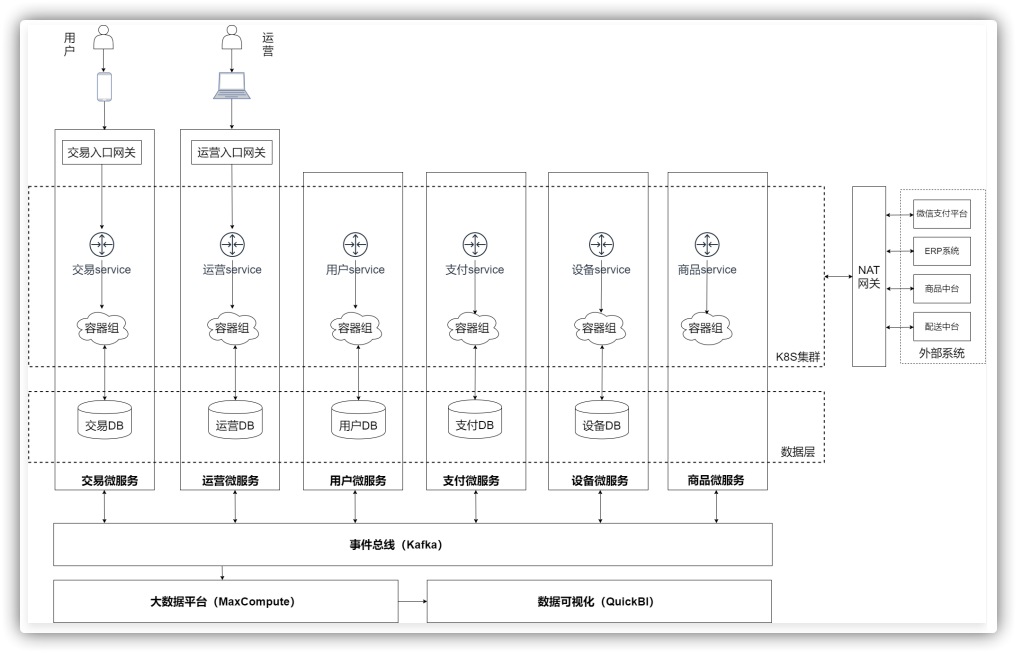 用户
运营
交易入口网关
运营入口网关
交易service
运营service
用户service
支付service
设备service
商品service
容器组
容器组
容器组
容器组
容器组
容器组
K8S集群
NAT
网关
微信支付平台
ERP系统
商品中台
配送中台
外部系统
交易DB
运营DB
用户DB
支付DB
设备DB
数据层
交易微服务
运营微服务
用户微服务
支付微服务
设备微服务
商品微服务
事件总线（Kafka）
大数据平台（MaxCompute）
数据可视化（QuickBI）